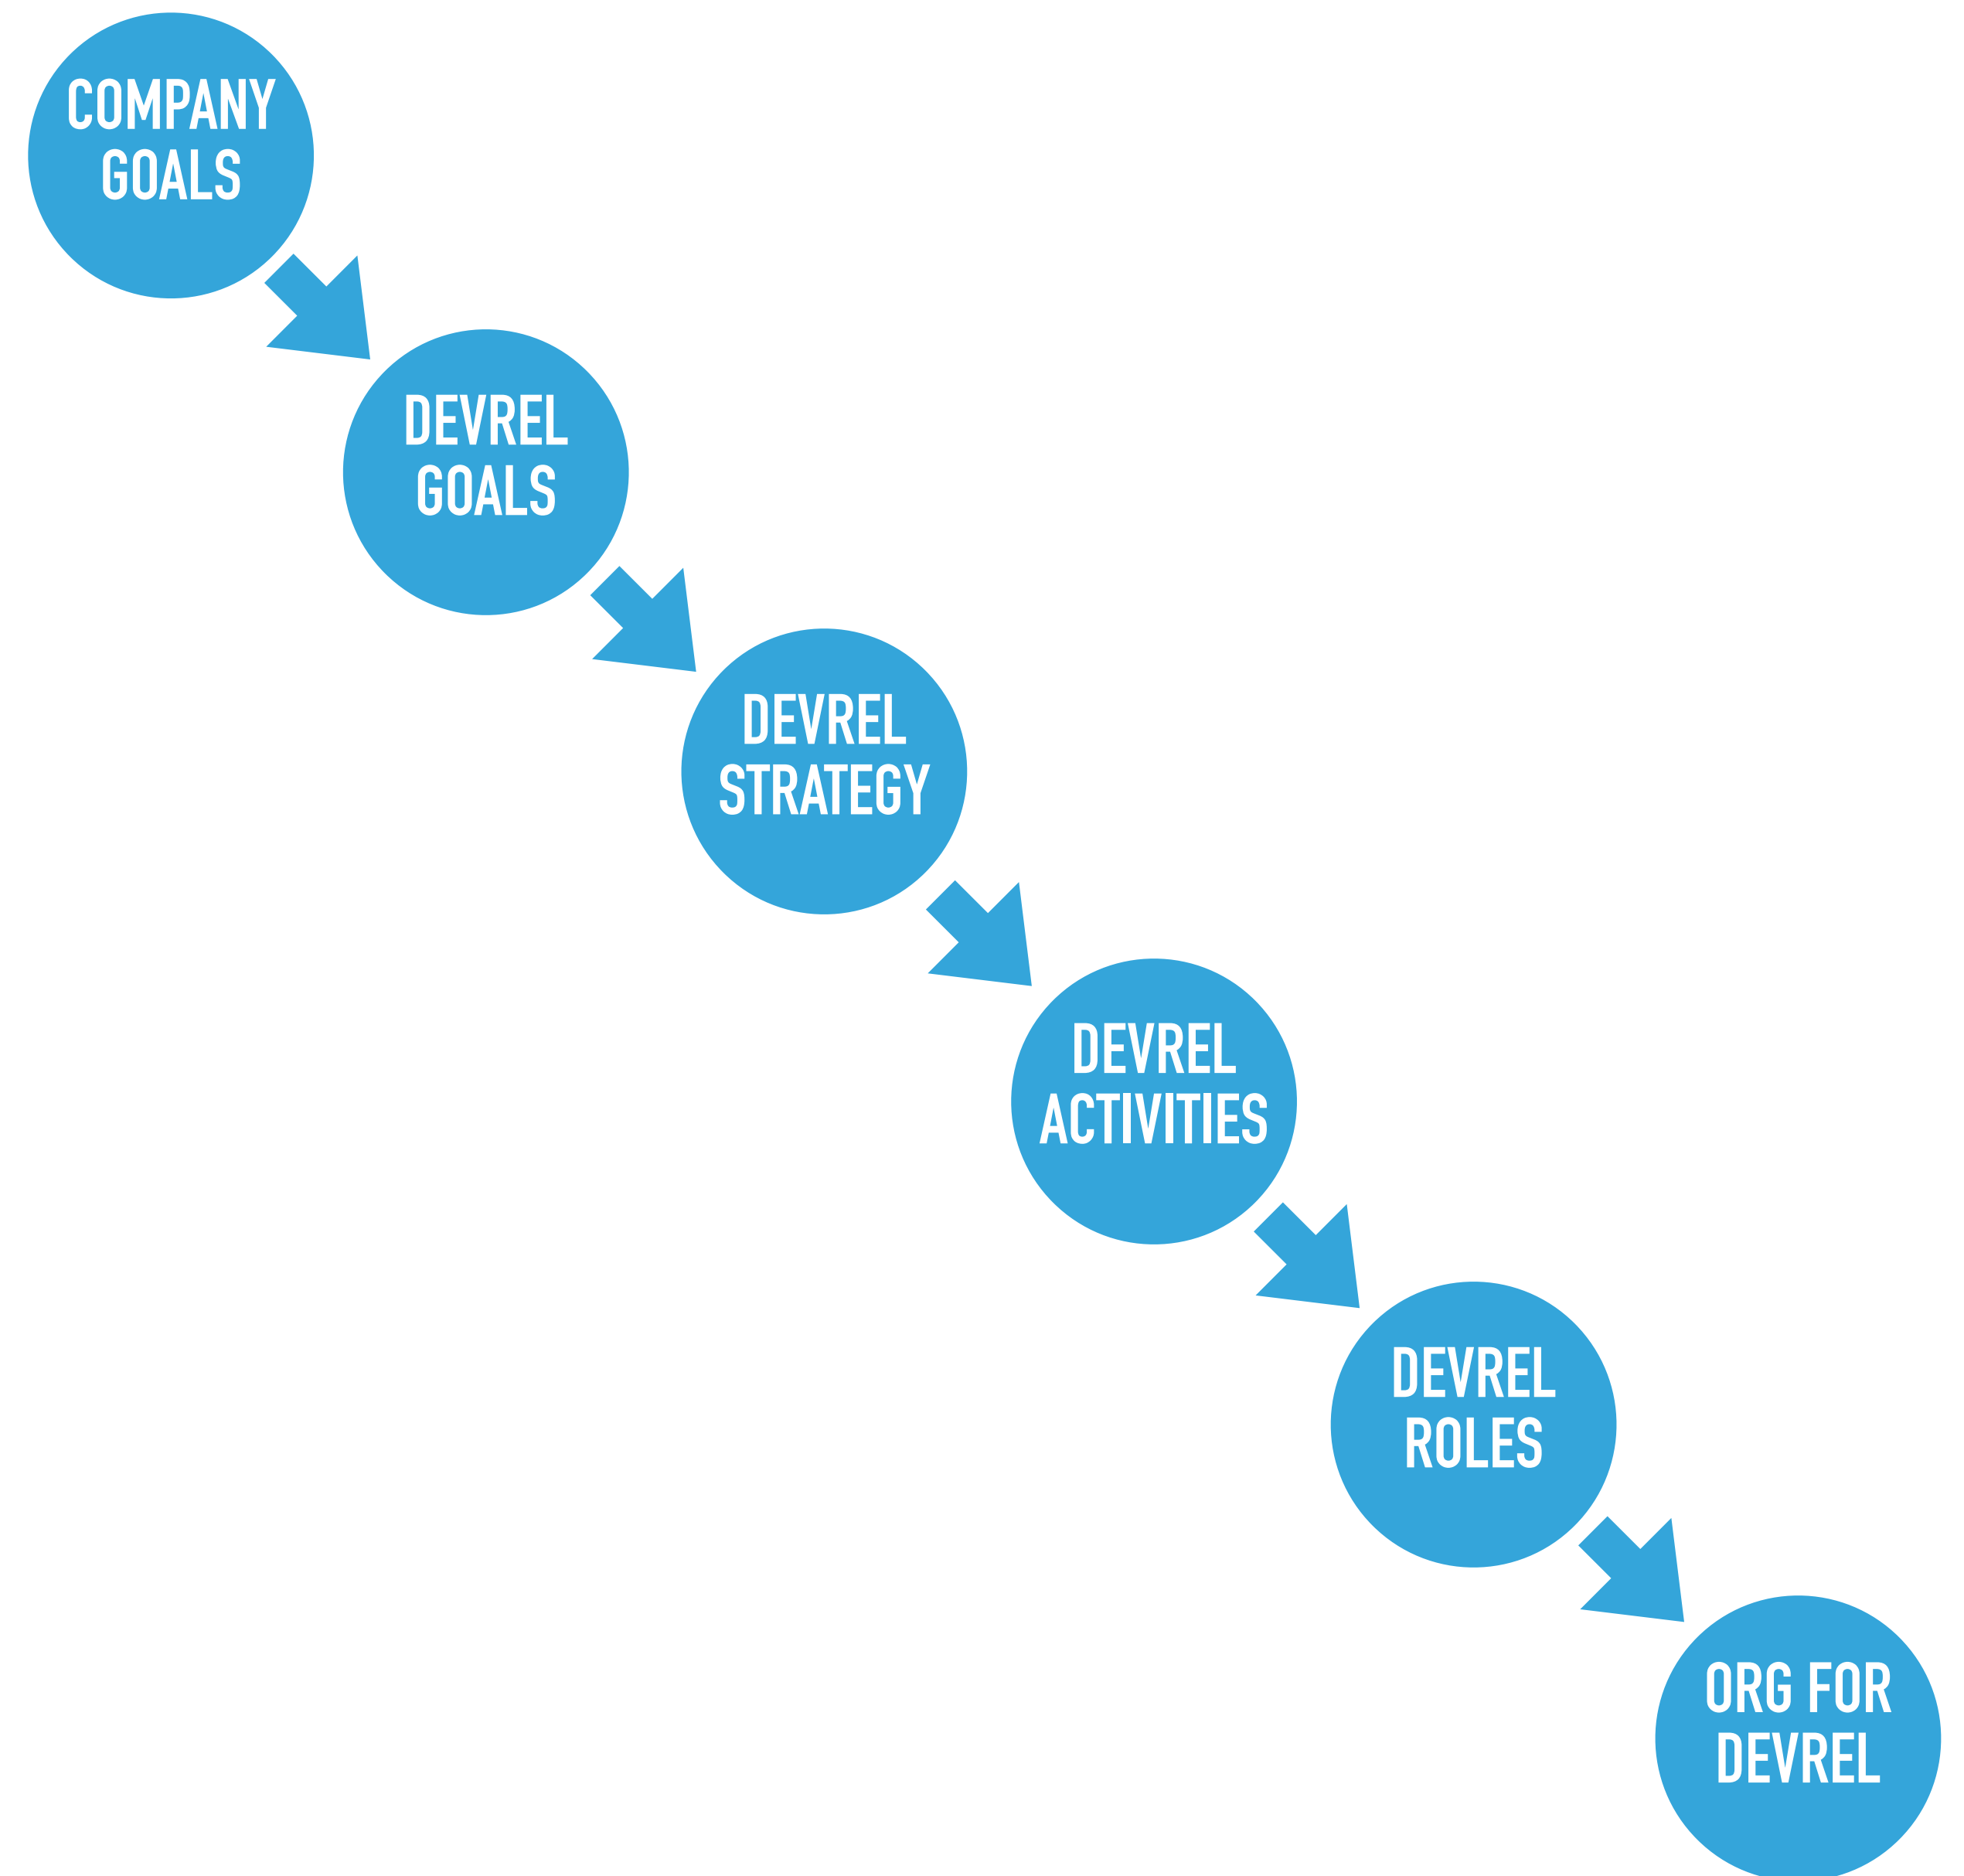 COMPANY
GOALS
DEVREL
GOALS
DEVREL
STRATEGY
DEVREL
ACTIVITIES
DEVREL
ROLES
ORG FOR
DEVREL